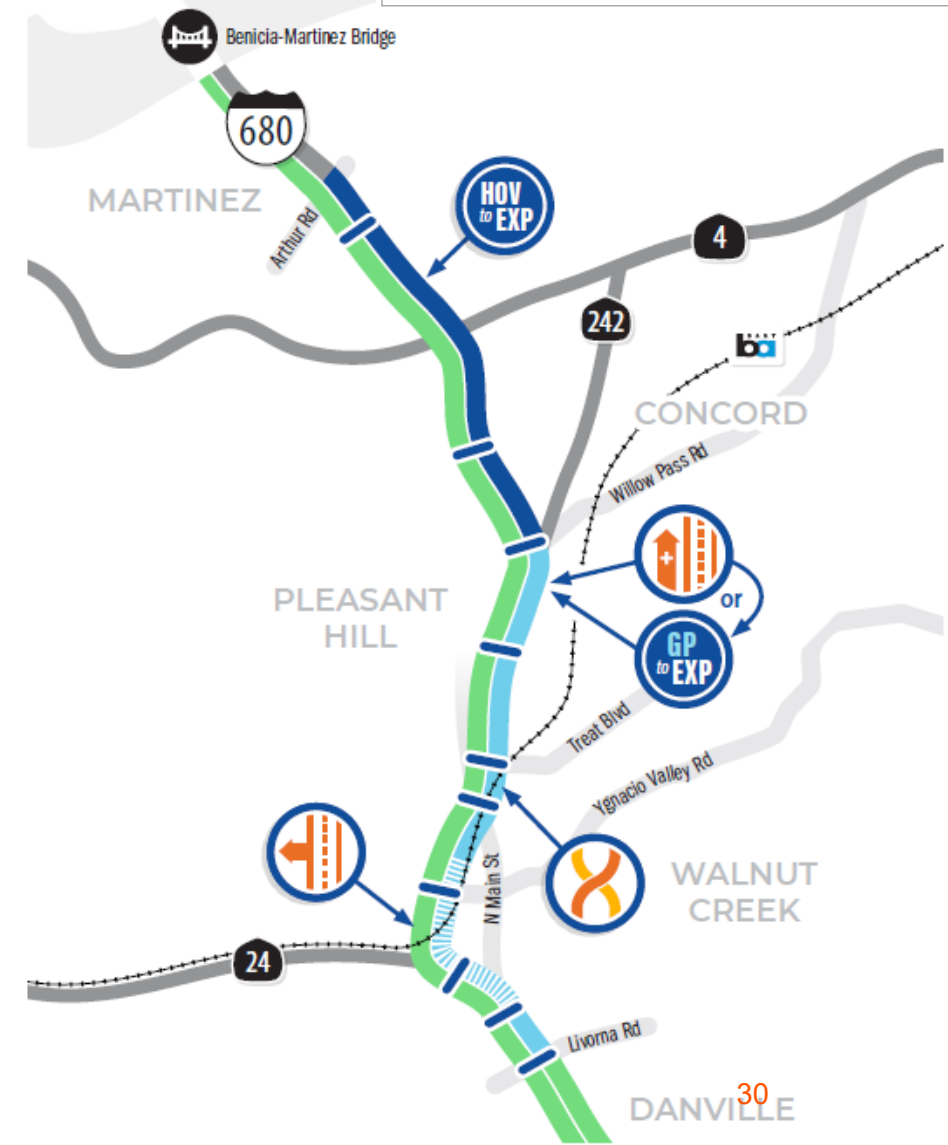 Benicia-Martinez Bridge
680
MARTINEZ
Arthur Rd
HOV
to EXP
4
242
ba
CONCORD
Willow Pass Rd
PLEASANT
HILL
or
GP
to EXP
Treat Blvd
Ygnacio Valley Rd
N Main St
WALNUT
CREEK
24
Livorna Rd
DANVILLE
30